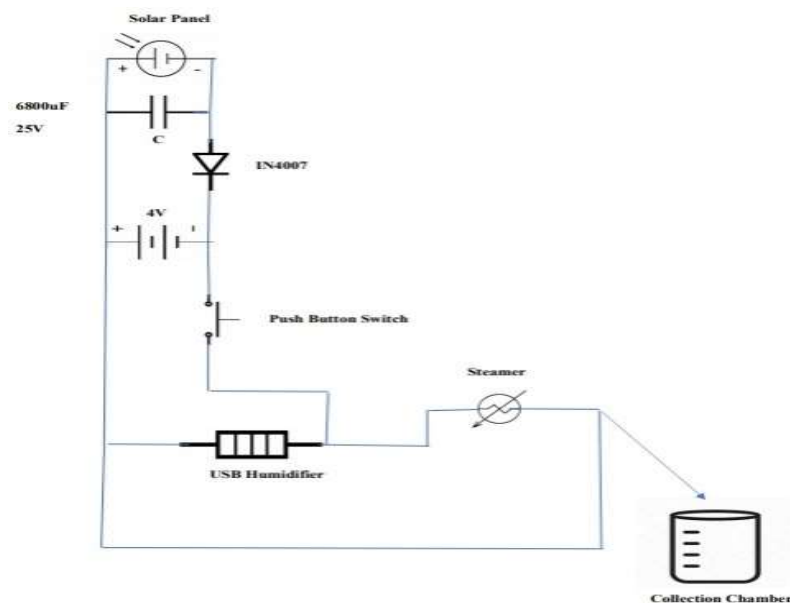 Solar Panel
+ -
6800uF
25V
C
IN4007
4V
+ -
Push Button Switch
Steamer
USB Humidifier
Collection Chamber